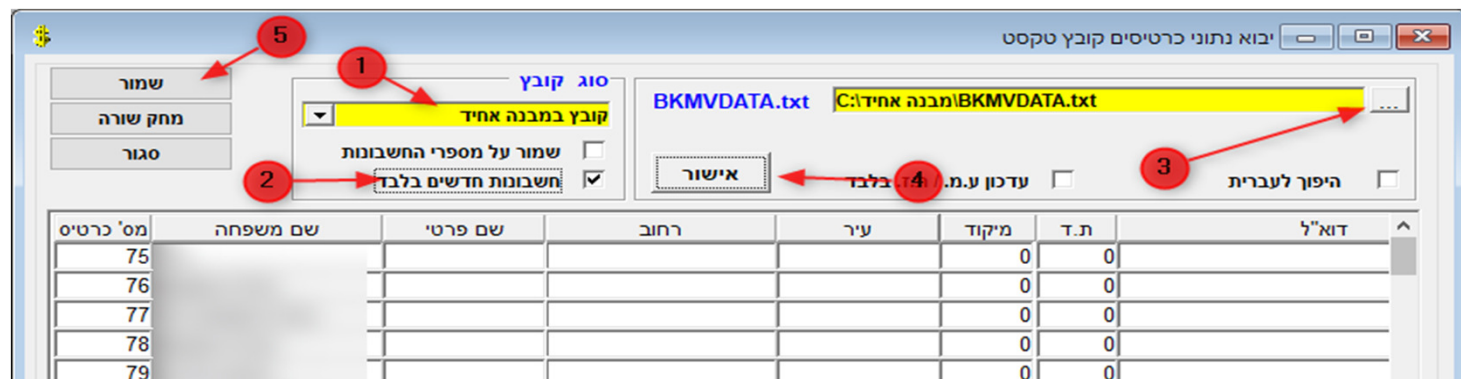 יבוא נתוני כרטיסים קובץ טקסט
5
שמור
מחק שורה
סגור
1
סוג קובץ
קובץ במבנה אחיד
שמור על מספרי החשבונות
2
חשבונות חדשים בלבד
BKMVDATA.txt
C:\מבנה אחיד\BKMVDATA.txt
...
3
אישור
4
עדכון ע.מ. / ת.ז. בלבד
היפוך לעברית
מס' כרטיס שם משפחה שם פרטי רחוב עיר מיקוד ת.ד דוא"ל
75 0 0
76 0 0
77 0 0
78 0 0
79 0 0